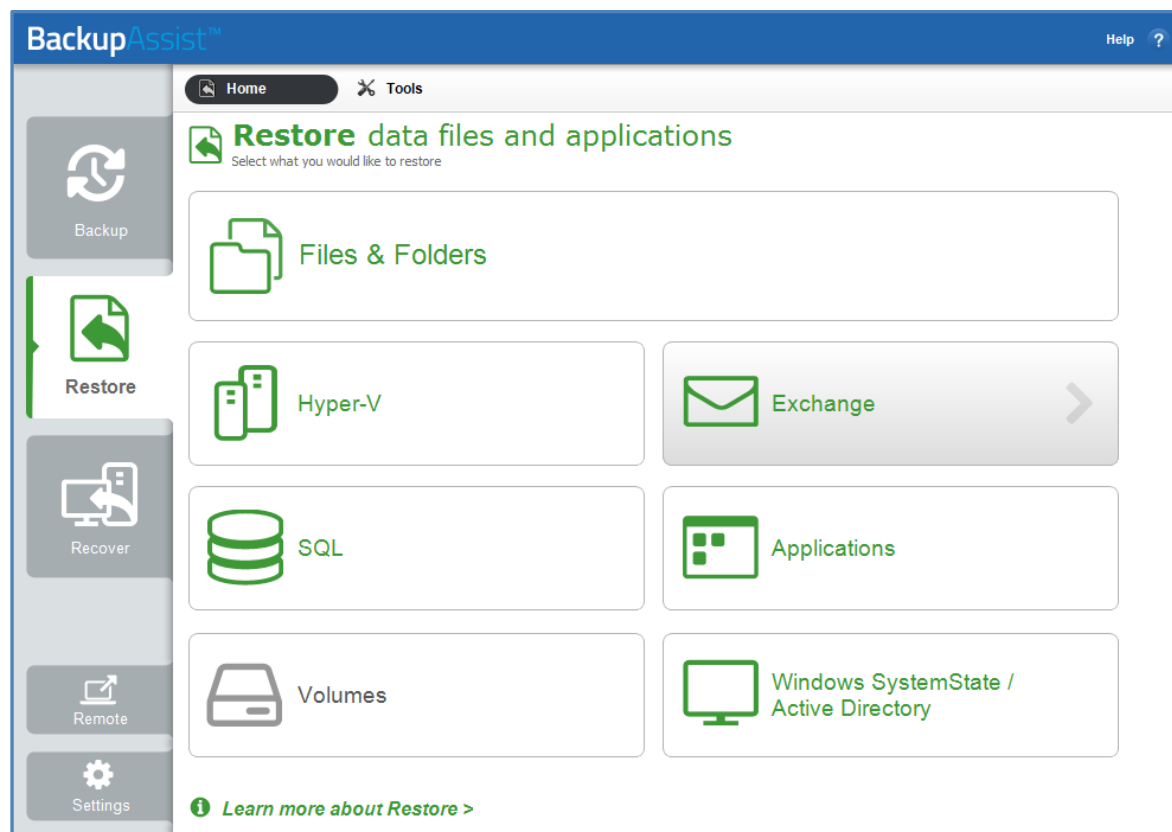 BackupAssist™
Help ?
Home
Tools
Restore data files and applications
Select what you would like to restore
Backup
Files & Folders
Restore
Hyper-V
Exchange
Recover
SQL
Applications
Remote
Volumes
Windows SystemState /
Active Directory
Settings
Learn more about Restore >